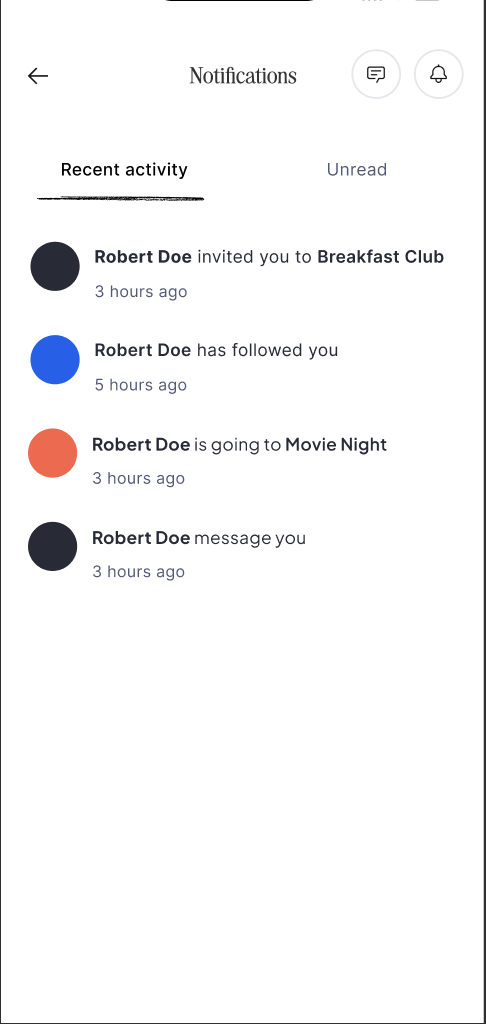 Notifications
Recent activity
Unread
Robert Doe invited you to Breakfast Club
3 hours ago
Robert Doe has followed you
5 hours ago
Robert Doe is going to Movie Night
3 hours ago
Robert Doe message you
3 hours ago